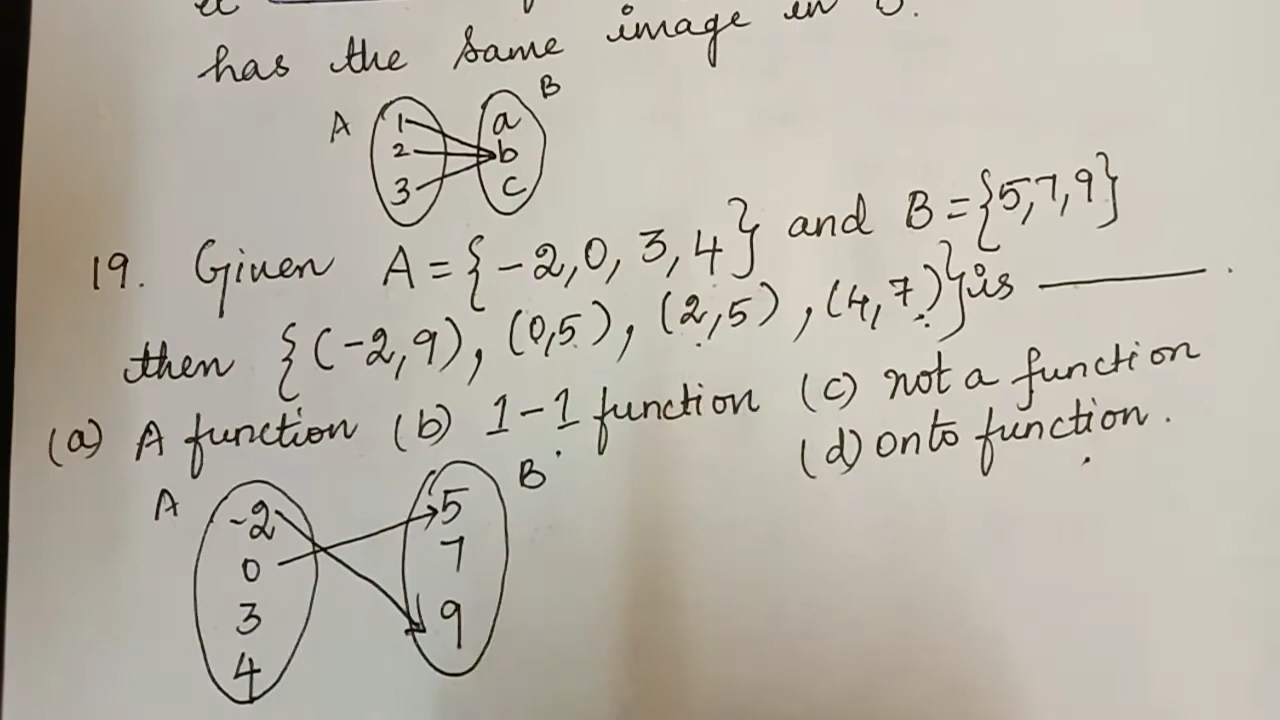 has the same image in
A B
1 a
2 b
3 c
19. Given A = {-2, 0, 3, 4} and B = {5, 7, 9}
then {(-2, 9), (0, 5), (2, 5), (4, 7)} is ______.
(a) A function (b) 1-1 function (c) not a function
(d) onto function.
A B
-2 5
0 7
3 9
4